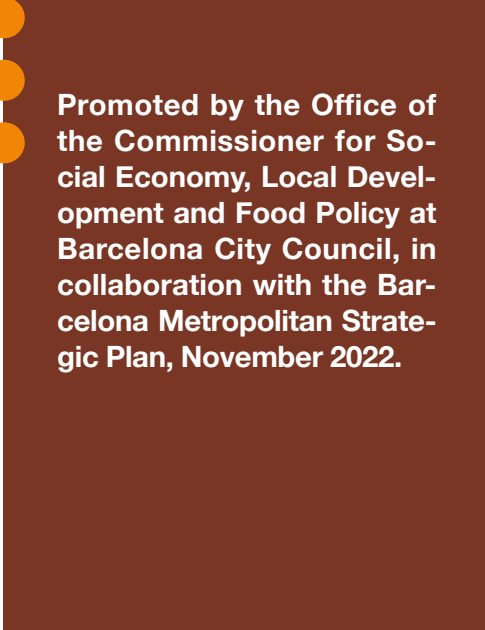 Promoted by the Office of
the Commissioner for So-
cial Economy, Local Devel-
opment and Food Policy at
Barcelona City Council, in
collaboration with the Bar-
celona Metropolitan Strate-
gic Plan, November 2022.